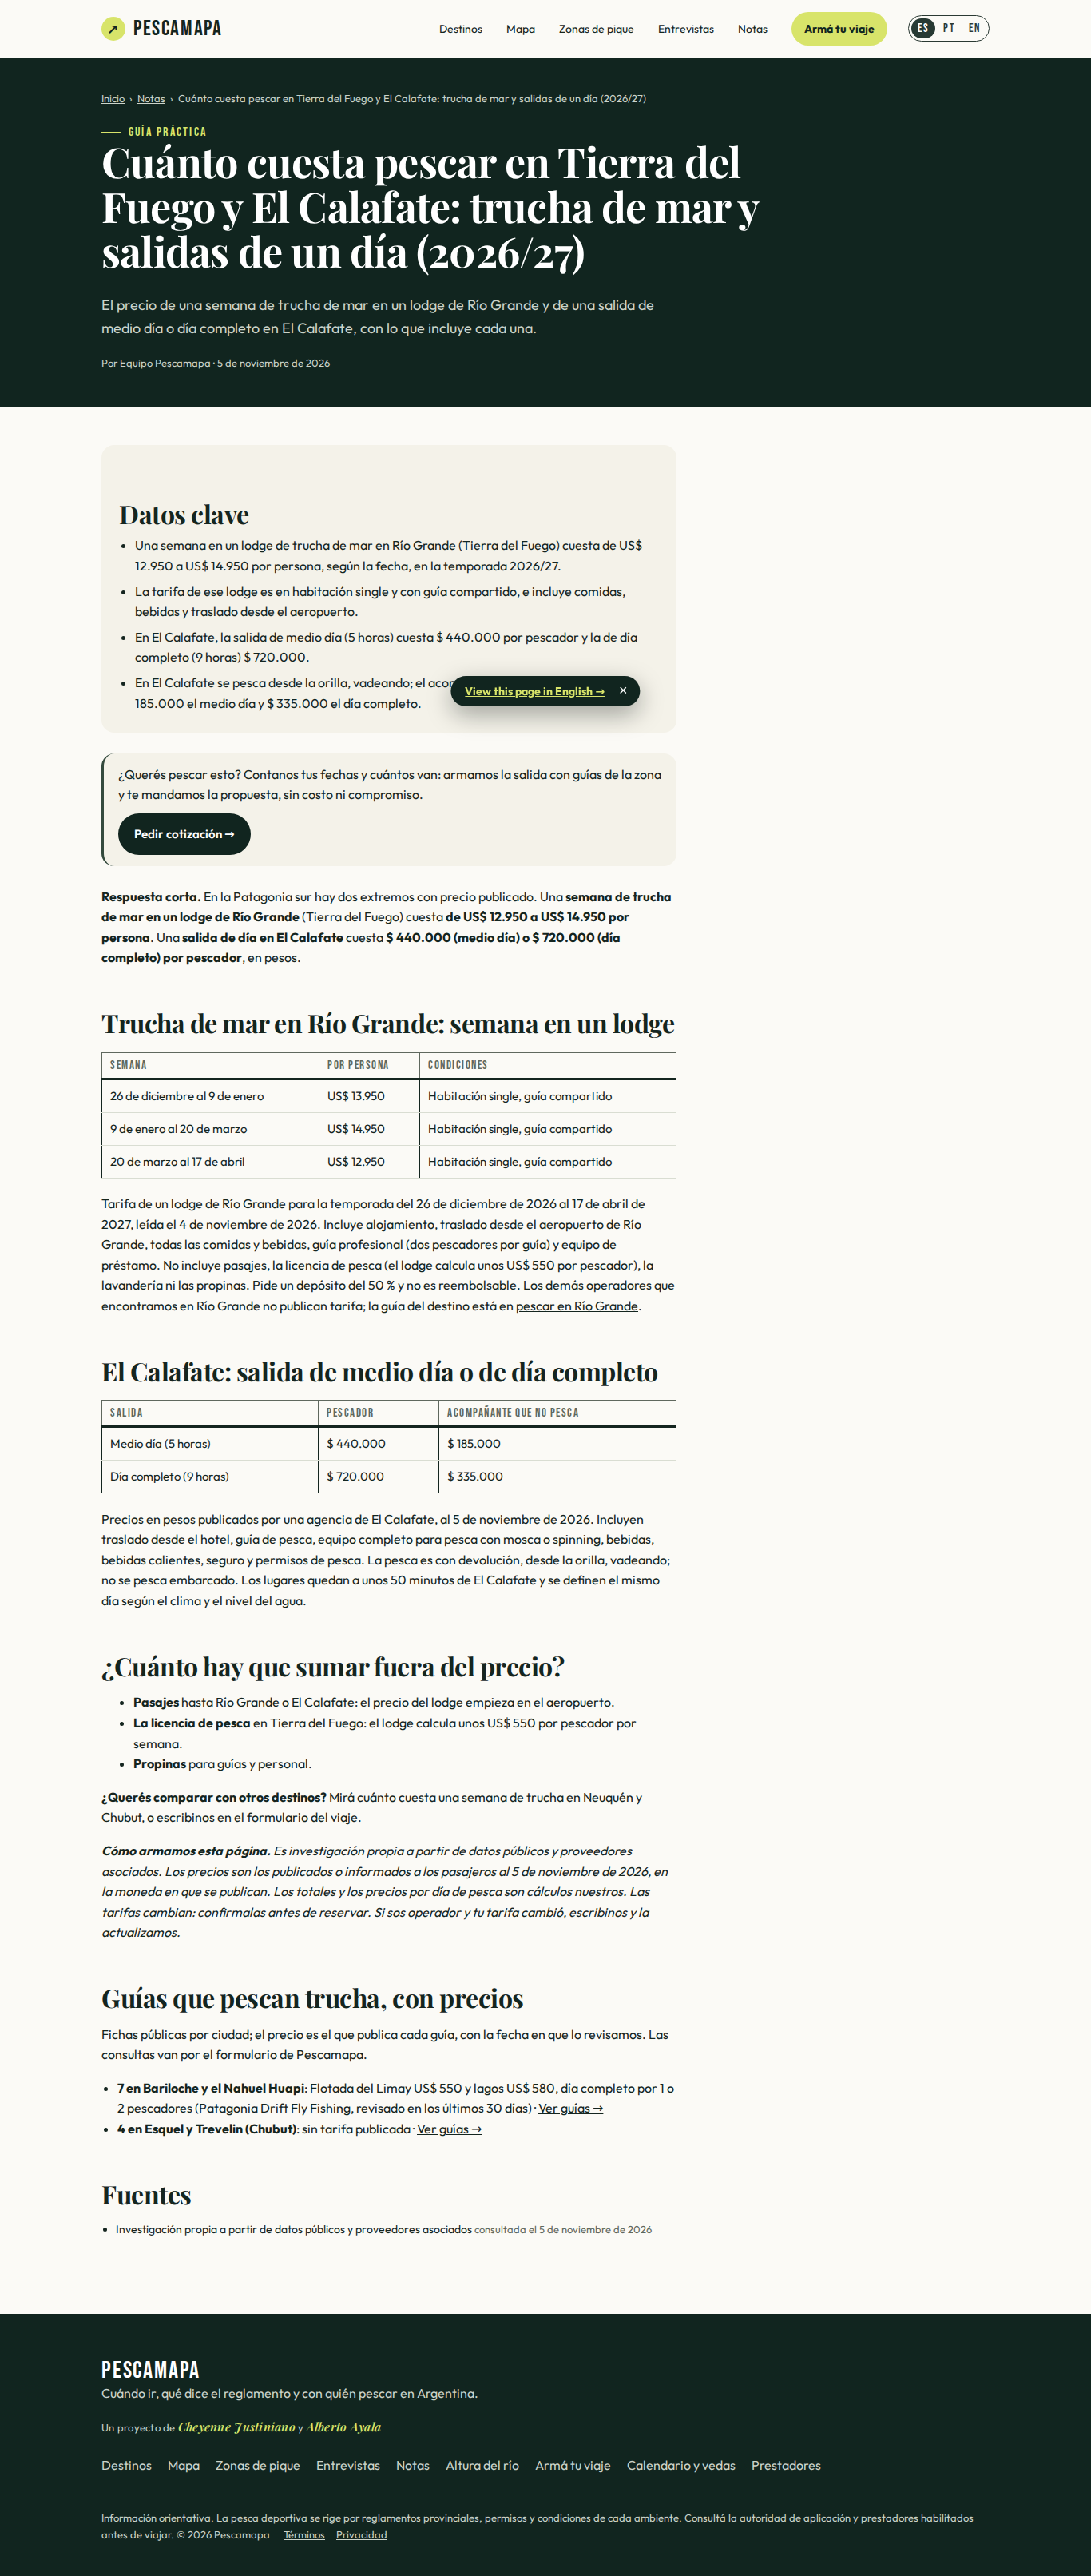 PESCAMAPA
Destinos
Mapa
Zonas de pique
Entrevistas
Notas
Armá tu viaje
ES PT EN
Inicio › Notas › Cuánto cuesta pescar en Tierra del Fuego y El Calafate: trucha de mar y salidas de un día (2026/27)
GUÍA PRÁCTICA
Cuánto cuesta pescar en Tierra del
Fuego y El Calafate: trucha de mar y
salidas de un día (2026/27)
El precio de una semana de trucha de mar en un lodge de Río Grande y de una salida de
medio día o día completo en El Calafate, con lo que incluye cada una.
Por Equipo Pescamapa · 5 de noviembre de 2026
Datos clave
• Una semana en un lodge de trucha de mar en Río Grande (Tierra del Fuego) cuesta de US$
12.950 a US$ 14.950 por persona, según la fecha, en la temporada 2026/27.
• La tarifa de ese lodge es en habitación single y con guía compartido, e incluye comidas,
bebidas y traslado desde el aeropuerto.
• En El Calafate, la salida de medio día (5 horas) cuesta $ 440.000 por pescador y la de día
completo (9 horas) $ 720.000.
• En El Calafate se pesca desde la orilla, vadeando; el
185.000 el medio día y $ 335.000 el día completo.
View this page in English → ×
¿Querés pescar esto? Contanos tus fechas y cuántos van: armamos la salida con guías de la zona
y te mandamos la propuesta, sin costo ni compromiso.
Pedir cotización →
Respuesta corta. En la Patagonia sur hay dos extremos con precio publicado. Una semana de trucha
de mar en un lodge de Río Grande (Tierra del Fuego) cuesta de US$ 12.950 a US$ 14.950 por
persona. Una salida de día en El Calafate cuesta $ 440.000 (medio día) o $ 720.000 (día
completo) por pescador, en pesos.
Trucha de mar en Río Grande: semana en un lodge
SEMANA POR PERSONA CONDICIONES
26 de diciembre al 9 de enero US$ 13.950 Habitación single, guía compartido
9 de enero al 20 de marzo US$ 14.950 Habitación single, guía compartido
20 de marzo al 17 de abril US$ 12.950 Habitación single, guía compartido
Tarifa de un lodge de Río Grande para la temporada del 26 de diciembre de 2026 al 17 de abril de
2027, leída el 4 de noviembre de 2026. Incluye alojamiento, traslado desde el aeropuerto de Río
Grande, todas las comidas y bebidas, guía profesional (dos pescadores por guía) y equipo de
préstamo. No incluye pasajes, la licencia de pesca (el lodge calcula unos US$ 550 por pescador), la
lavandería ni las propinas. Pide un depósito del 50 % y no es reembolsable. Los demás operadores que
encontramos en Río Grande no publican tarifa; la guía del destino está en pescar en Río Grande.
El Calafate: salida de medio día o de día completo
SALIDA PESCADOR ACOMPAÑANTE QUE NO PESCA
Medio día (5 horas) $ 440.000 $ 185.000
Día completo (9 horas) $ 720.000 $ 335.000
Precios en pesos publicados por una agencia de El Calafate, al 5 de noviembre de 2026. Incluyen
traslado desde el hotel, guía de pesca, equipo completo para pesca con mosca o spinning, bebidas,
bebidas calientes, seguro y permisos de pesca. La pesca es con devolución, desde la orilla, vadeando;
no se pesca embarcado. Los lugares quedan a unos 50 minutos de El Calafate y se definen el mismo
día según el clima y el nivel del agua.
¿Cuánto hay que sumar fuera del precio?
• Pasajes hasta Río Grande o El Calafate: el precio del lodge empieza en el aeropuerto.
• La licencia de pesca en Tierra del Fuego: el lodge calcula unos US$ 550 por pescador por
semana.
• Propinas para guías y personal.
¿Querés comparar con otros destinos? Mirá cuánto cuesta una semana de trucha en Neuquén y
Chubut, o escribinos en el formulario del viaje.
Cómo armamos esta página. Es investigación propia a partir de datos públicos y proveedores
asociados. Los precios son los publicados o informados a los pasajeros al 5 de noviembre de 2026, en
la moneda en que se publican. Los totales y los precios por día de pesca son cálculos nuestros. Las
tarifas cambian: confirmalas antes de reservar. Si sos operador y tu tarifa cambió, escribinos y la
actualizamos.
Guías que pescan trucha, con precios
Fichas públicas por ciudad; el precio es el que publica cada guía, con la fecha en que lo revisamos. Las
consultas van por el formulario de Pescamapa.
• 7 en Bariloche y el Nahuel Huapi: Flotada del Limay US$ 550 y lagos US$ 580, día completo por 1 o
2 pescadores (Patagonia Drift Fly Fishing, revisado en los últimos 30 días) · Ver guías →
• 4 en Esquel y Trevelin (Chubut): sin tarifa publicada · Ver guías →
Fuentes
• Investigación propia a partir de datos públicos y proveedores asociados consultada el 5 de noviembre de 2026
PESCAMAPA
Cuándo ir, qué dice el reglamento y con quién pescar en Argentina.
Un proyecto de Cheyenne Justiniano y Alberto Ayala
Destinos Mapa Zonas de pique Entrevistas Notas Altura del río Armá tu viaje Calendario y vedas Prestadores
Información orientativa. La pesca deportiva se rige por reglamentos provinciales, permisos y condiciones de cada ambiente. Consultá la autoridad de aplicación y prestadores habilitados
antes de viajar. © 2026 Pescamapa Términos Privacidad